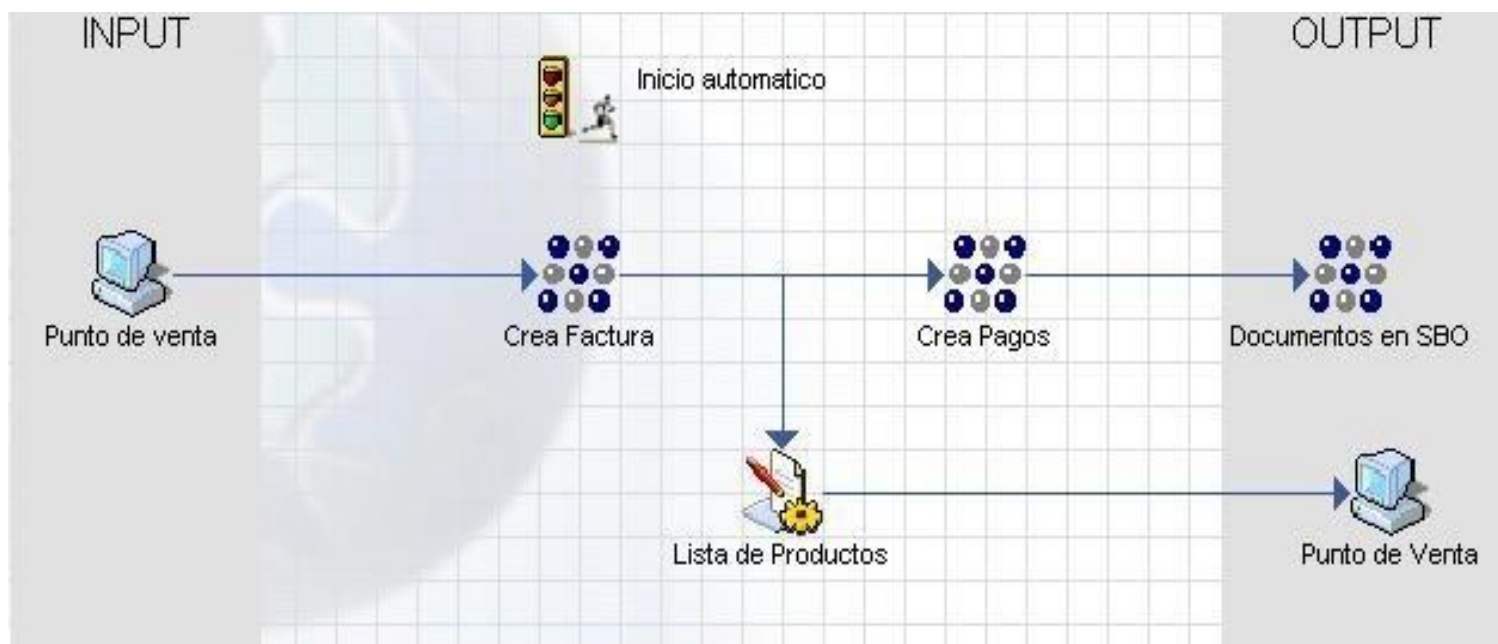 INPUT
OUTPUT
Inicio automatico
Punto de venta
Crea Factura
Crea Pagos
Documentos en SBO
Lista de Productos
Punto de Venta